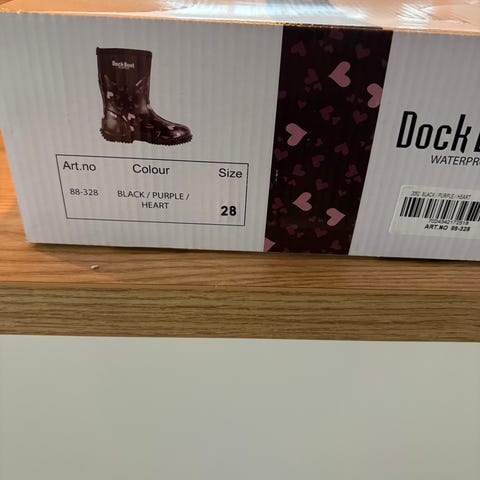 Dock Boot
Art.no Colour Size
88-328 BLACK / PURPLE / HEART 28
Dock
WATERPR
BLACK / PURPLE / HEART
ART.NO 88-328